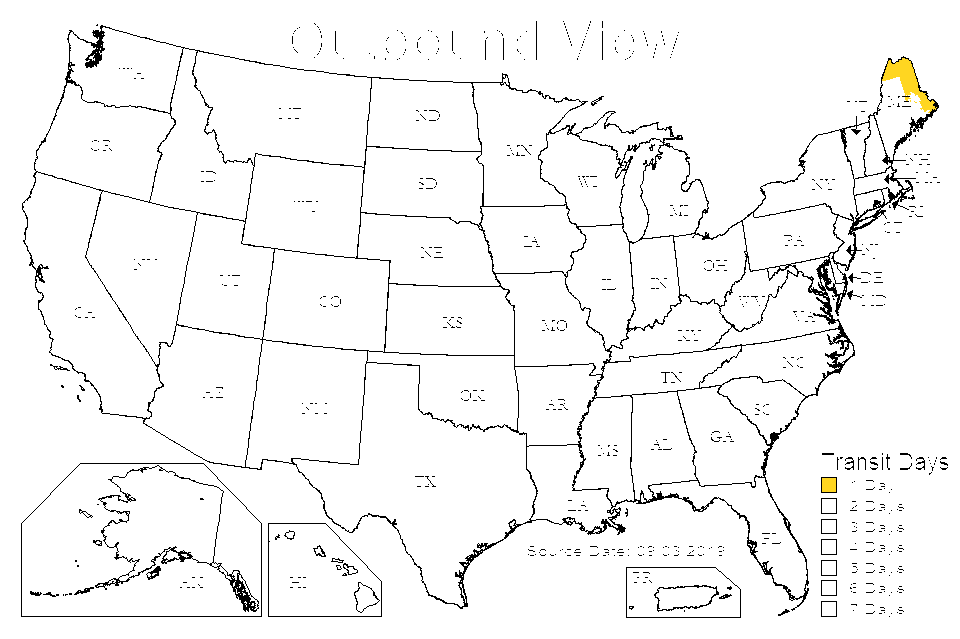 Outbound View
WA
MT
ND
MN
OR
ID
SD
WI
MI
NY
ME
VT
NH
MA
RI
CT
WY
NE
IA
PA
NJ
NV
UT
CO
IL
IN
OH
DE
MD
CA
KS
MO
WV
VA
KY
AZ
NM
OK
AR
TN
NC
SC
TX
MS
AL
GA
LA
FL
AK
HI
PR
Source Date: 09.03.2019
Transit Days
1 Day
2 Days
3 Days
4 Days
5 Days
6 Days
7 Days